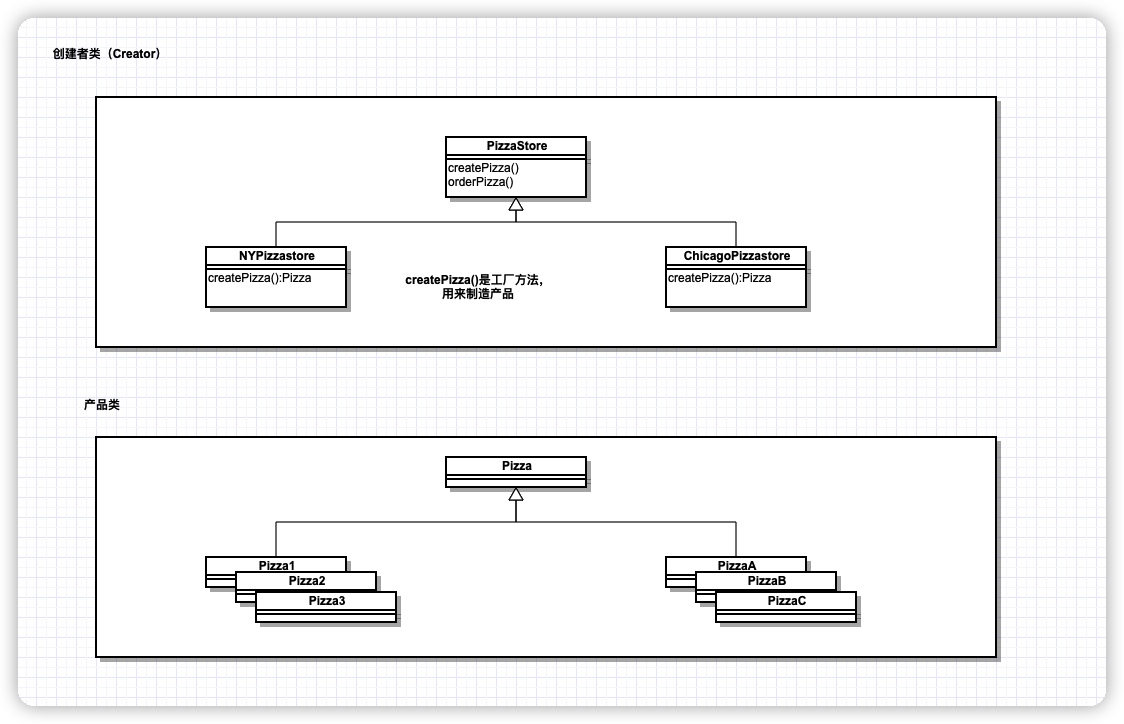 创建者类（Creator）
PizzaStore
createPizza()
orderPizza()
NYPizzastore
createPizza():Pizza
createPizza()是工厂方法，
用来制造产品
ChicagoPizzastore
createPizza():Pizza
产品类
Pizza
Pizza1
Pizza2
Pizza3
PizzaA
PizzaB
PizzaC